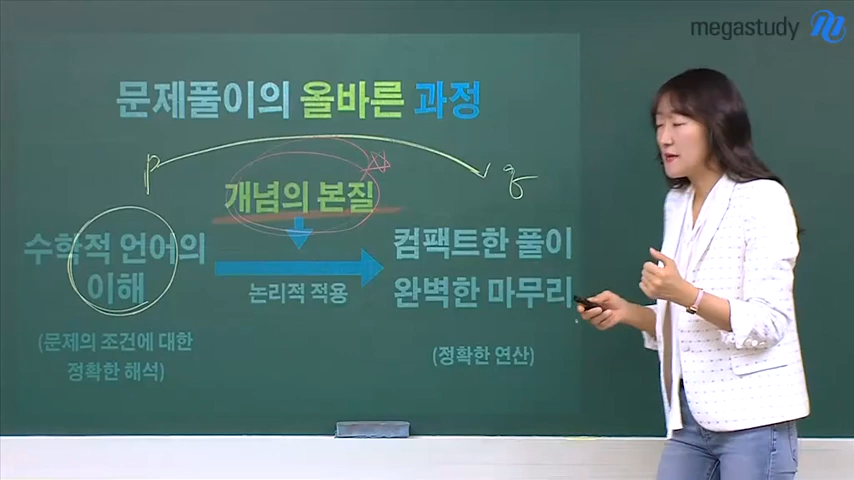 megastudy
문제풀이의 올바른 과정
p
q
개념의 본질
수학적 언어의
이해
논리적 적용
컴팩트한 풀이
완벽한 마무리
(문제의 조건에 대한
정확한 해석)
(정확한 연산)